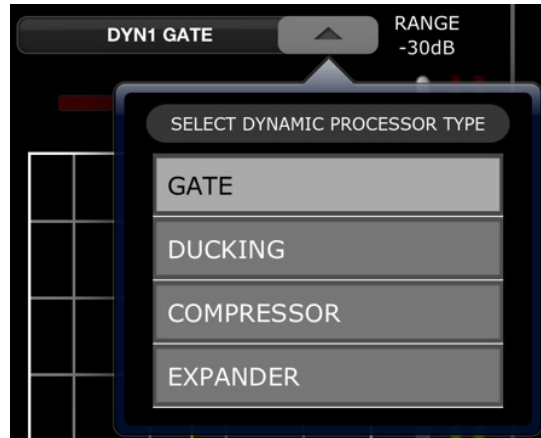 DYN1 GATE
RANGE
-30dB
SELECT DYNAMIC PROCESSOR TYPE
GATE
DUCKING
COMPRESSOR
EXPANDER